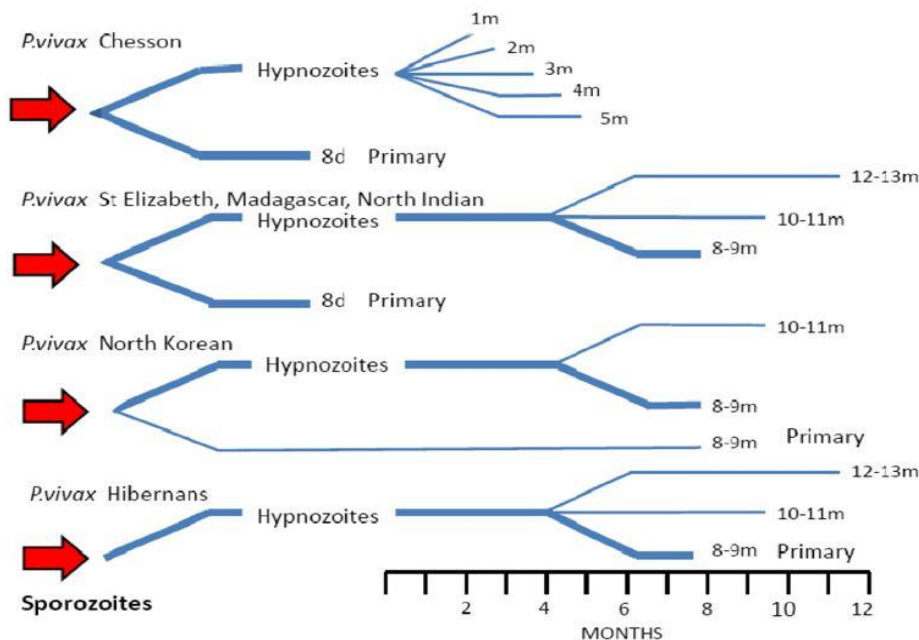 P.vivax Chesson
Hypnozoites
1m
2m
3m
4m
5m
8d Primary
P.vivax St Elizabeth, Madagascar, North Indian
Hypnozoites
12-13m
10-11m
8-9m
8d Primary
P.vivax North Korean
Hypnozoites
10-11m
8-9m
8-9m Primary
P.vivax Hibernans
Hypnozoites
12-13m
10-11m
8-9m Primary
Sporozoites
2 4 6 8 10 12
MONTHS